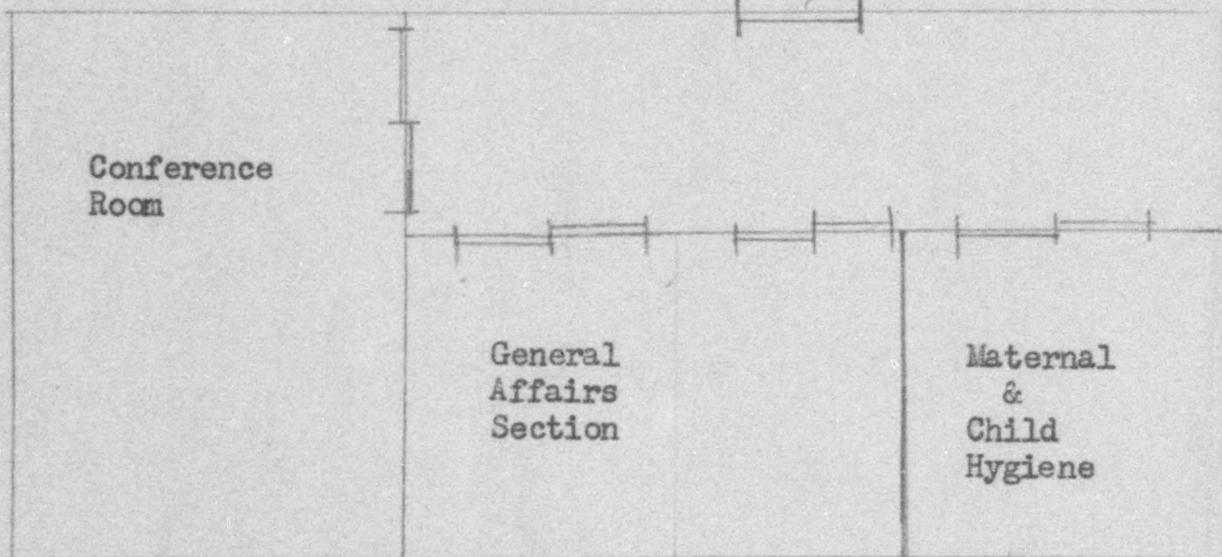 Conference
Room
General
Affairs
Section
Maternal
&
Child
Hygiene